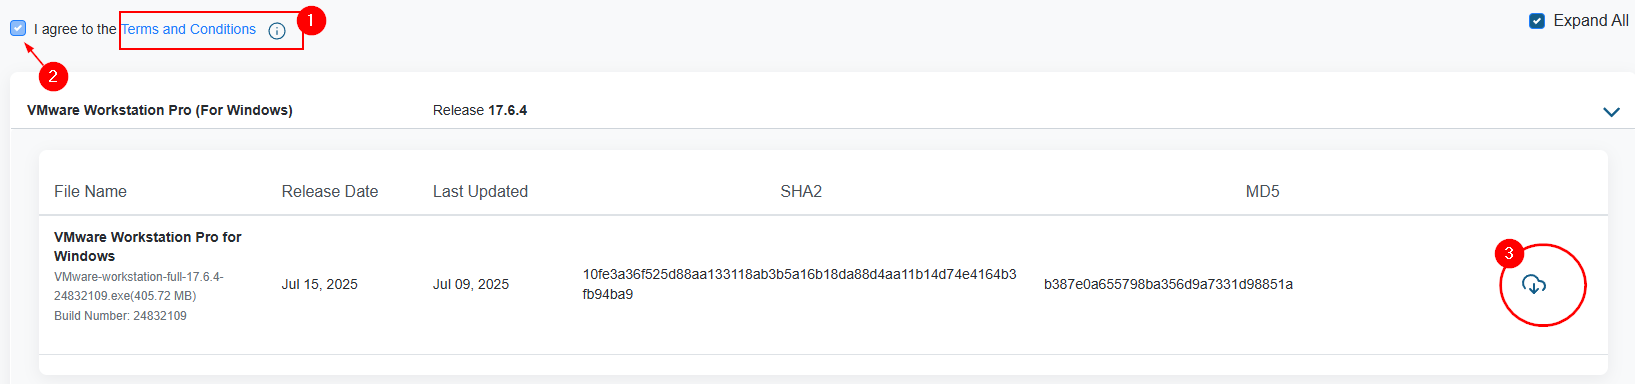 1
I agree to the Terms and Conditions
Expand All
2
VMware Workstation Pro (For Windows)
Release 17.6.4
File Name
Release Date
Last Updated
SHA2
MD5
VMware Workstation Pro for
Windows
VMware-workstation-full-17.6.4-
24832109.exe(405.72 MB)
Build Number: 24832109
Jul 15, 2025
Jul 09, 2025
10fe3a36f525d88aa133118ab3b5a16b18da88d4aa11b14d74e4164b3
fb94ba9
b387e0a655798ba356d9a7331d98851a
3